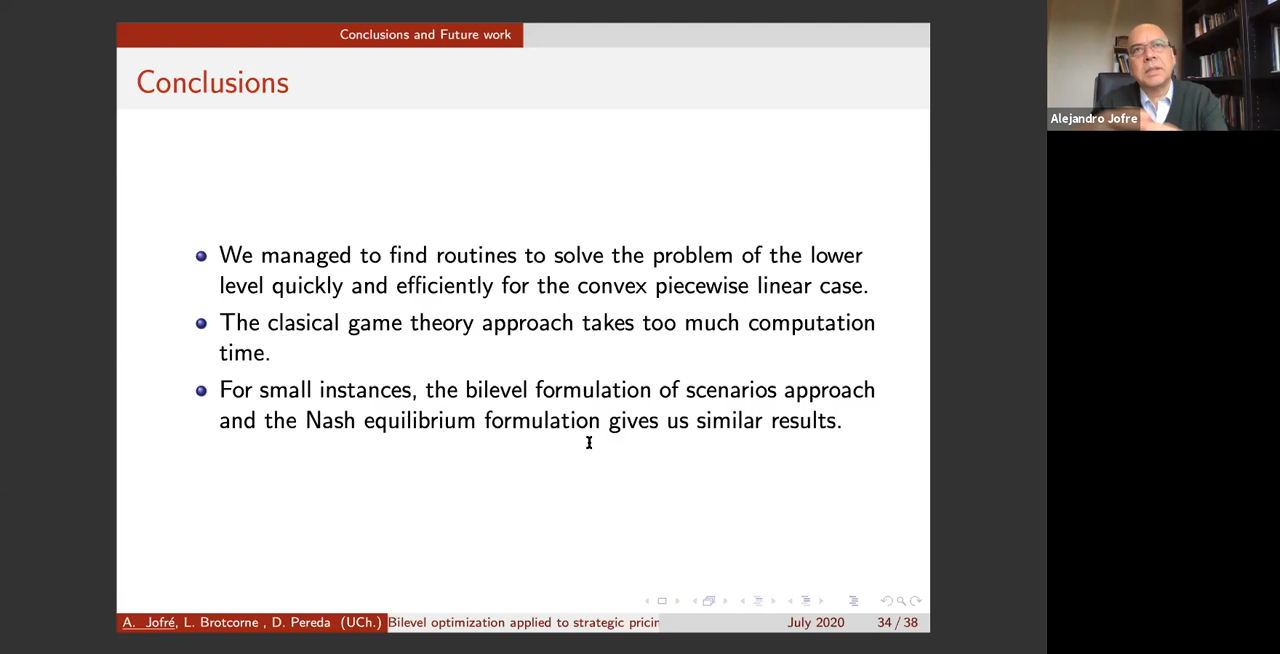 Conclusions and Future work
Conclusions
We managed to find routines to solve the problem of the lower
level quickly and efficiently for the convex piecewise linear case.
The clasical game theory approach takes too much computation
time.
For small instances, the bilevel formulation of scenarios approach
and the Nash equilibrium formulation gives us similar results.
A. Jofré, L. Brotcorne , D. Pereda (UCh.) Bilevel optimization applied to strategic pricin July 2020 34 / 38
Alejandro Jofre